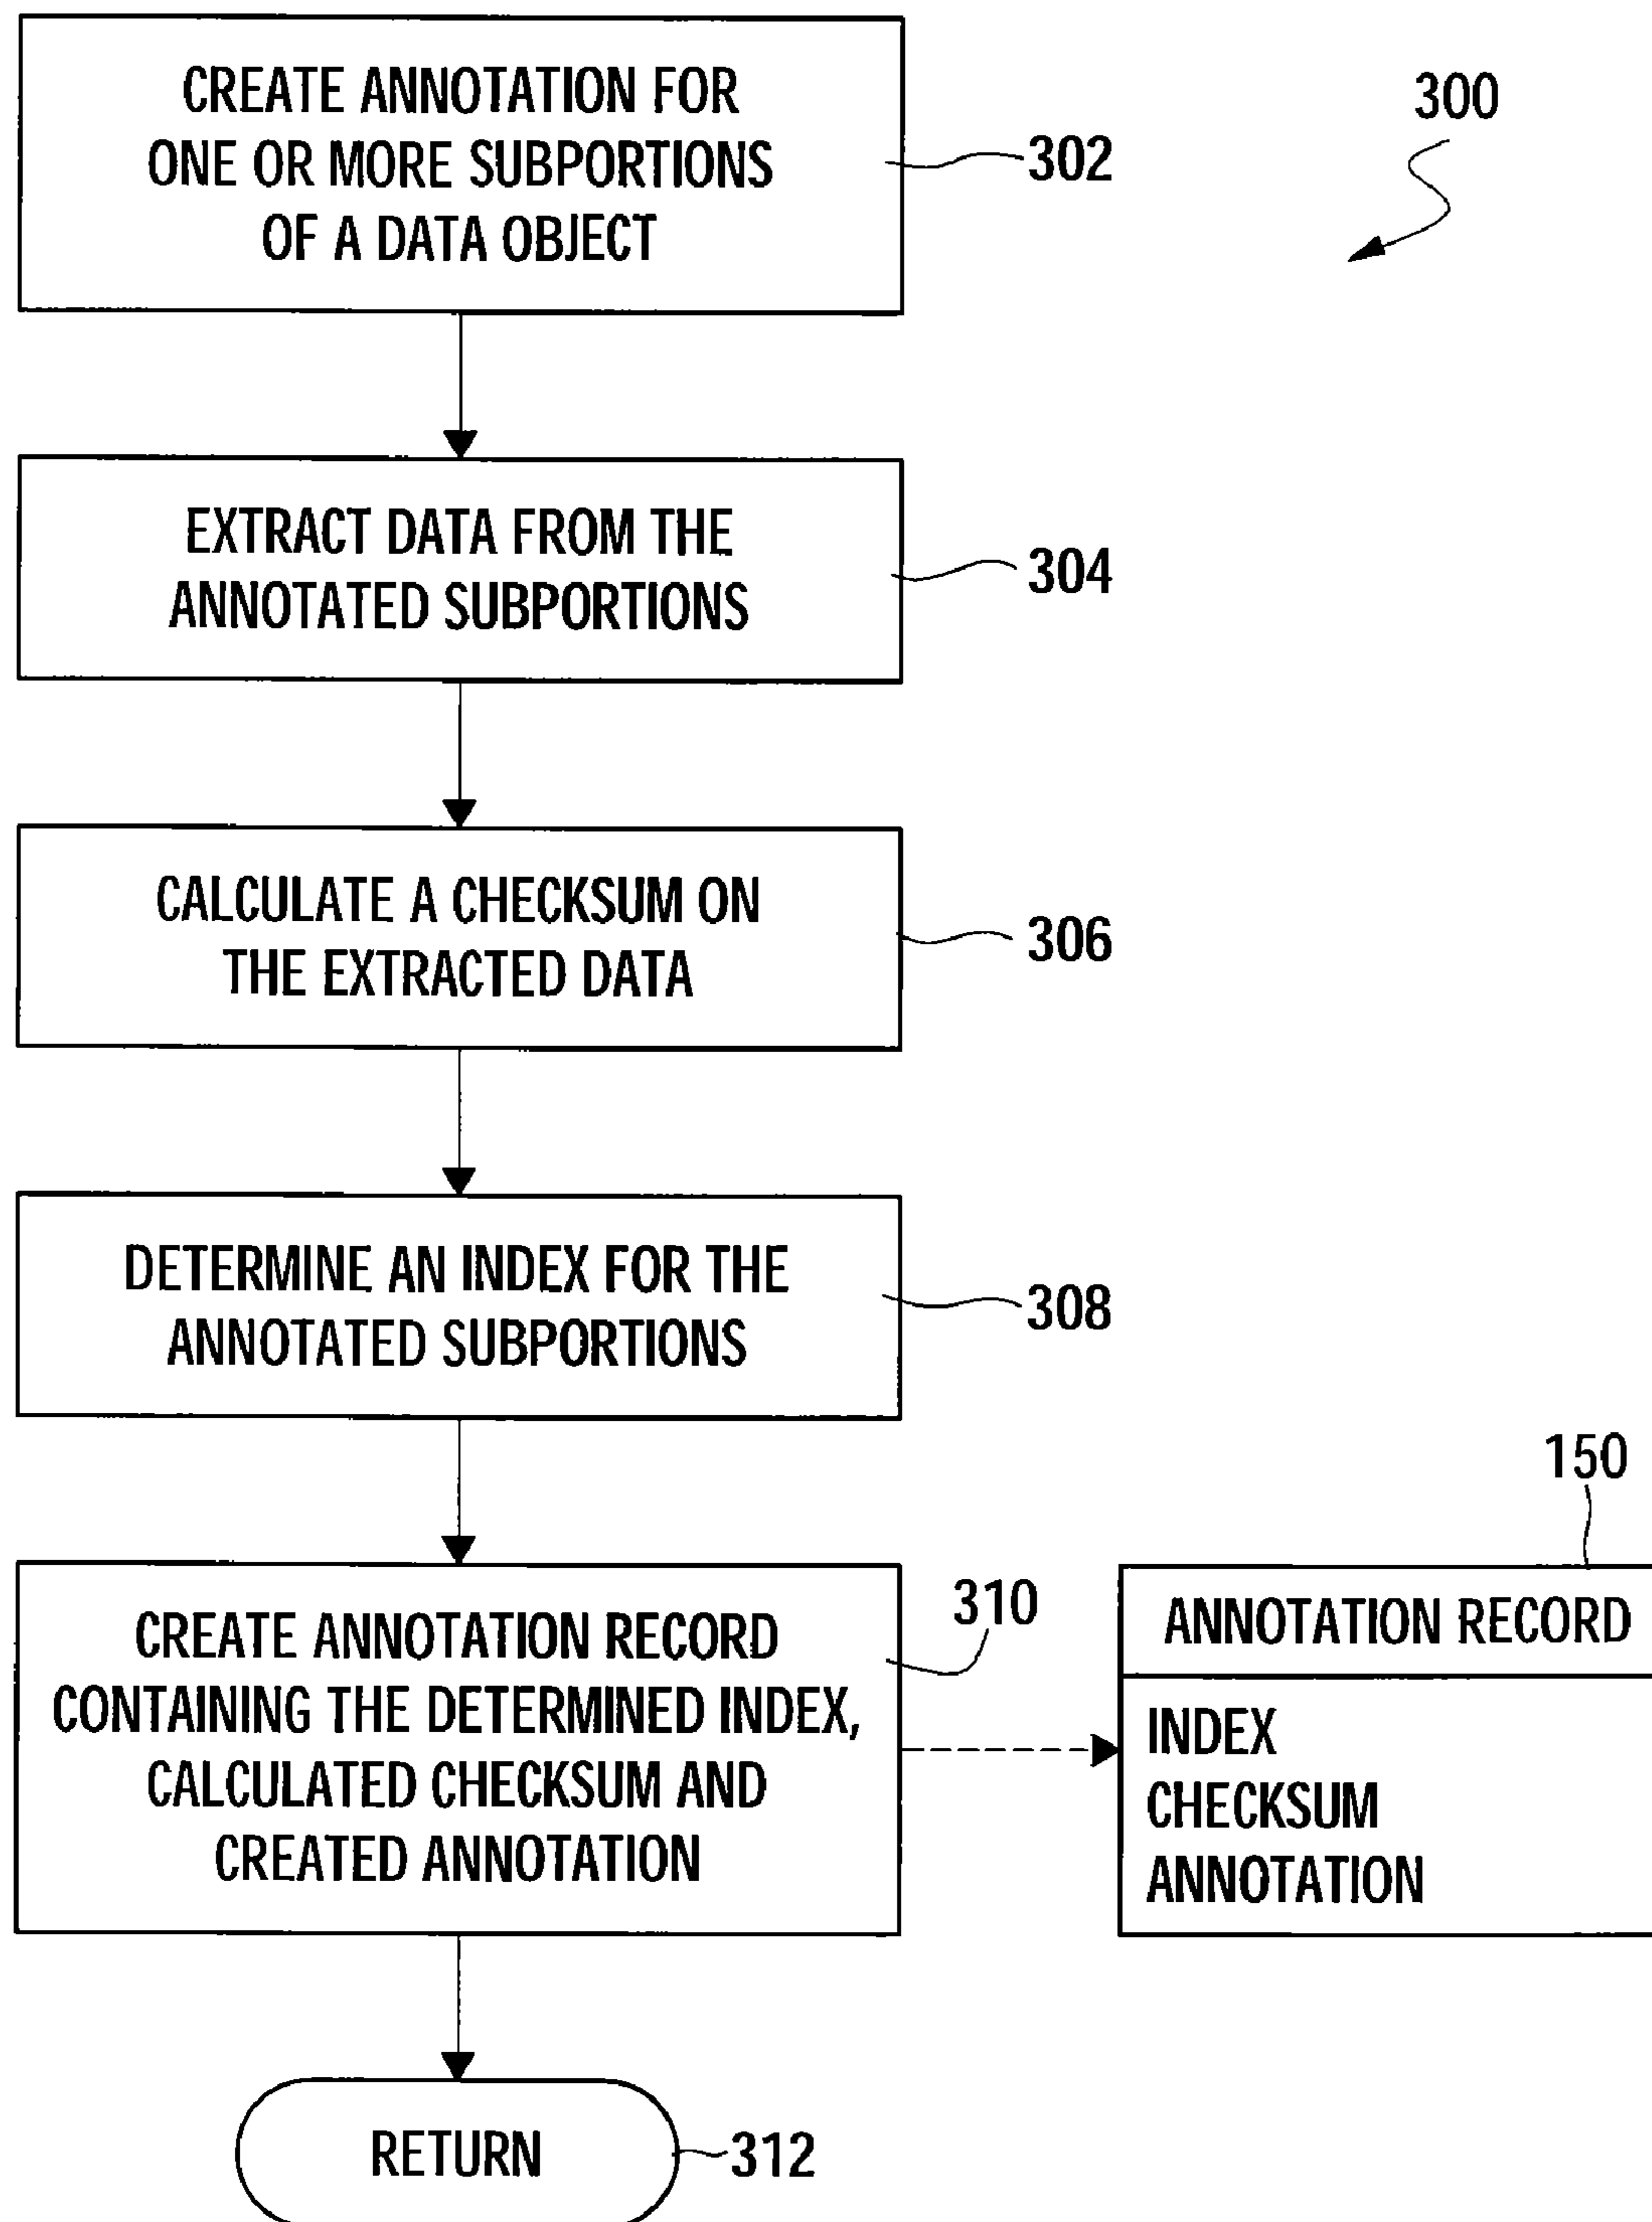 CREATE ANNOTATION FOR
ONE OR MORE SUBPORTIONS
OF A DATA OBJECT
302
300
EXTRACT DATA FROM THE
ANNOTATED SUBPORTIONS
304
CALCULATE A CHECKSUM ON
THE EXTRACTED DATA
306
DETERMINE AN INDEX FOR THE
ANNOTATED SUBPORTIONS
308
CREATE ANNOTATION RECORD
CONTAINING THE DETERMINED INDEX,
CALCULATED CHECKSUM AND
CREATED ANNOTATION
310
150
ANNOTATION RECORD
INDEX
CHECKSUM
ANNOTATION
RETURN
312